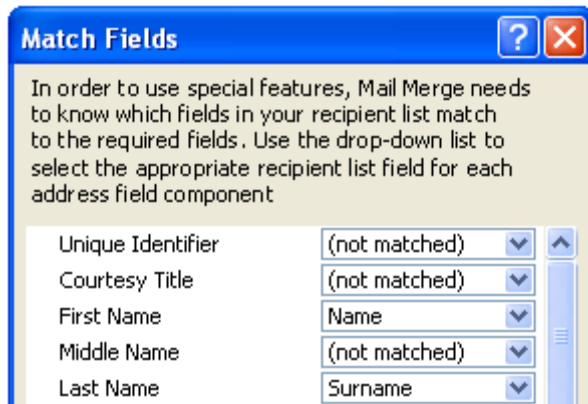 Match Fields
In order to use special features, Mail Merge needs
to know which fields in your recipient list match
to the required fields. Use the drop-down list to
select the appropriate recipient list field for each
address field component
Unique Identifier (not matched)
Courtesy Title (not matched)
First Name Name
Middle Name (not matched)
Last Name Surname